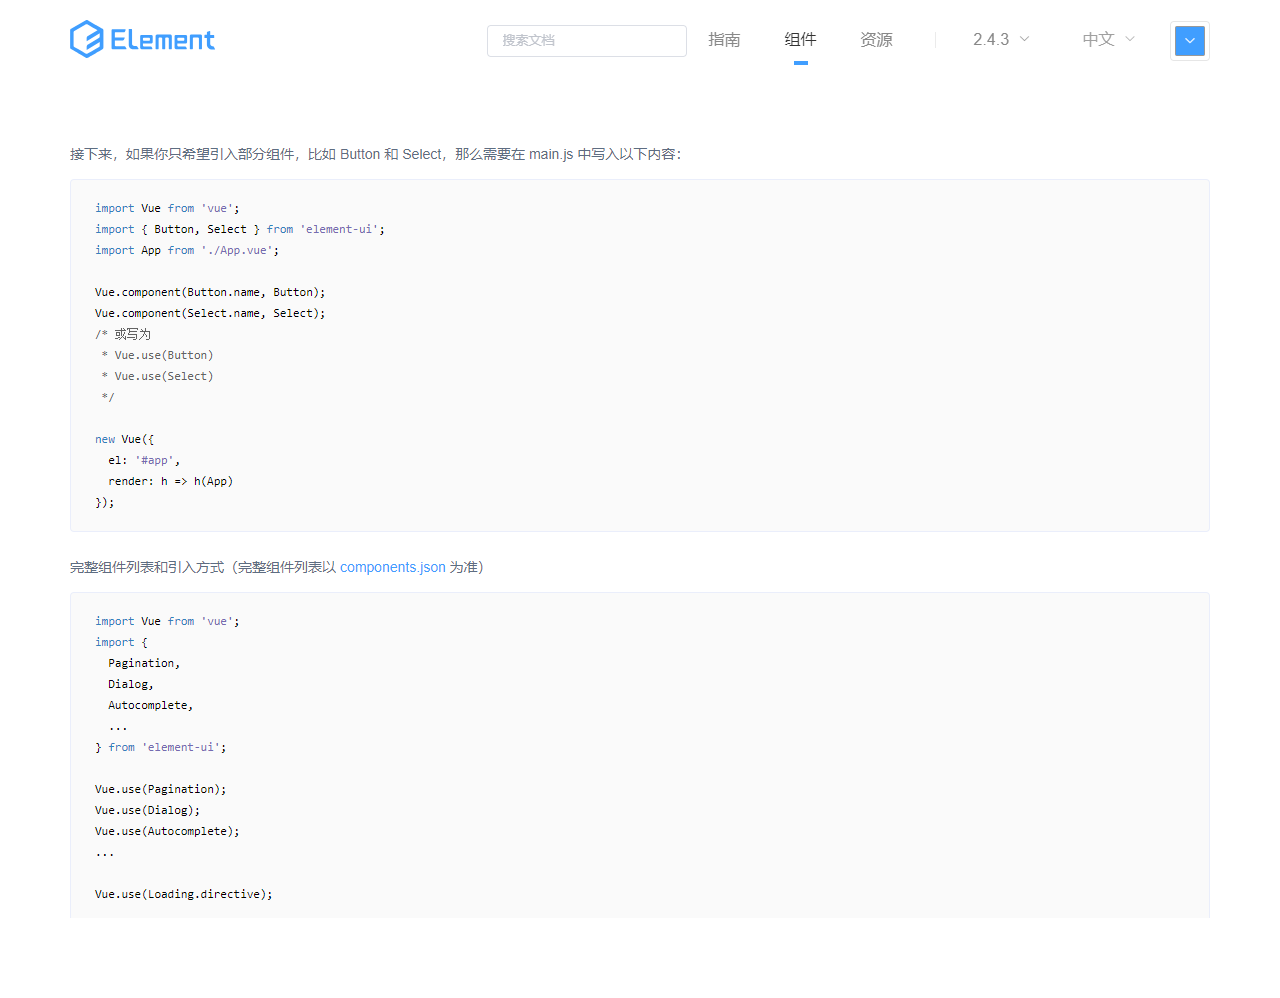 Element
搜索文档
指南
组件
资源
2.4.3
中文
接下来，如果你只希望引入部分组件，比如 Button 和 Select，那么需要在 main.js 中写入以下内容：
import Vue from 'vue';
import { Button, Select } from 'element-ui';
import App from './App.vue';
Vue.component(Button.name, Button);
Vue.component(Select.name, Select);
/* 或写为
 * Vue.use(Button)
 * Vue.use(Select)
 */
new Vue({
  el: '#app',
  render: h => h(App)
});
完整组件列表和引入方式（完整组件列表以 components.json 为准）
import Vue from 'vue';
import {
  Pagination,
  Dialog,
  Autocomplete,
  ...
} from 'element-ui';
Vue.use(Pagination);
Vue.use(Dialog);
Vue.use(Autocomplete);
...
Vue.use(Loading.directive);